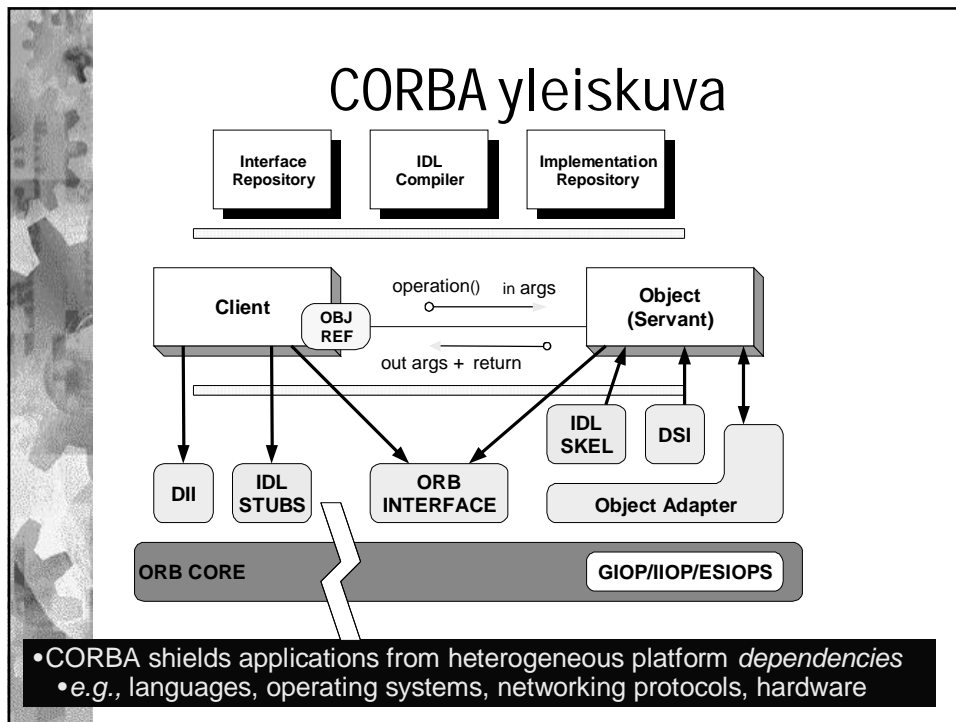 CORBA yleiskuva
Interface
Repository
IDL
Compiler
Implementation
Repository
Client
OBJ
REF
operation()
in args
out args + return
Object
(Servant)
DII
IDL
STUBS
ORB
INTERFACE
IDL
SKEL
DSI
Object Adapter
ORB CORE
GIOP/IIOP/ESIOPS
•CORBA shields applications from heterogeneous platform dependencies
•e.g., languages, operating systems, networking protocols, hardware